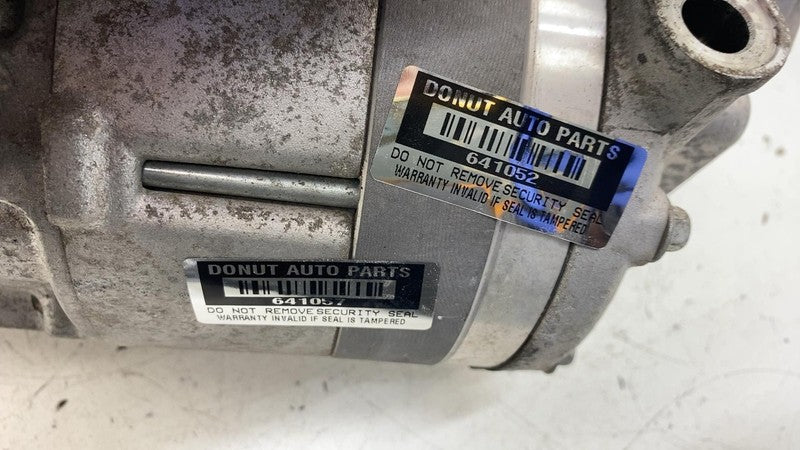 DONUT AUTO PARTS
641052
DO NOT REMOVE SECURITY SEAL
WARRANTY INVALID IF SEAL IS TAMPERED
DONUT AUTO PARTS
641057
DO NOT REMOVE SECURITY SEAL
WARRANTY INVALID IF SEAL IS TAMPERED